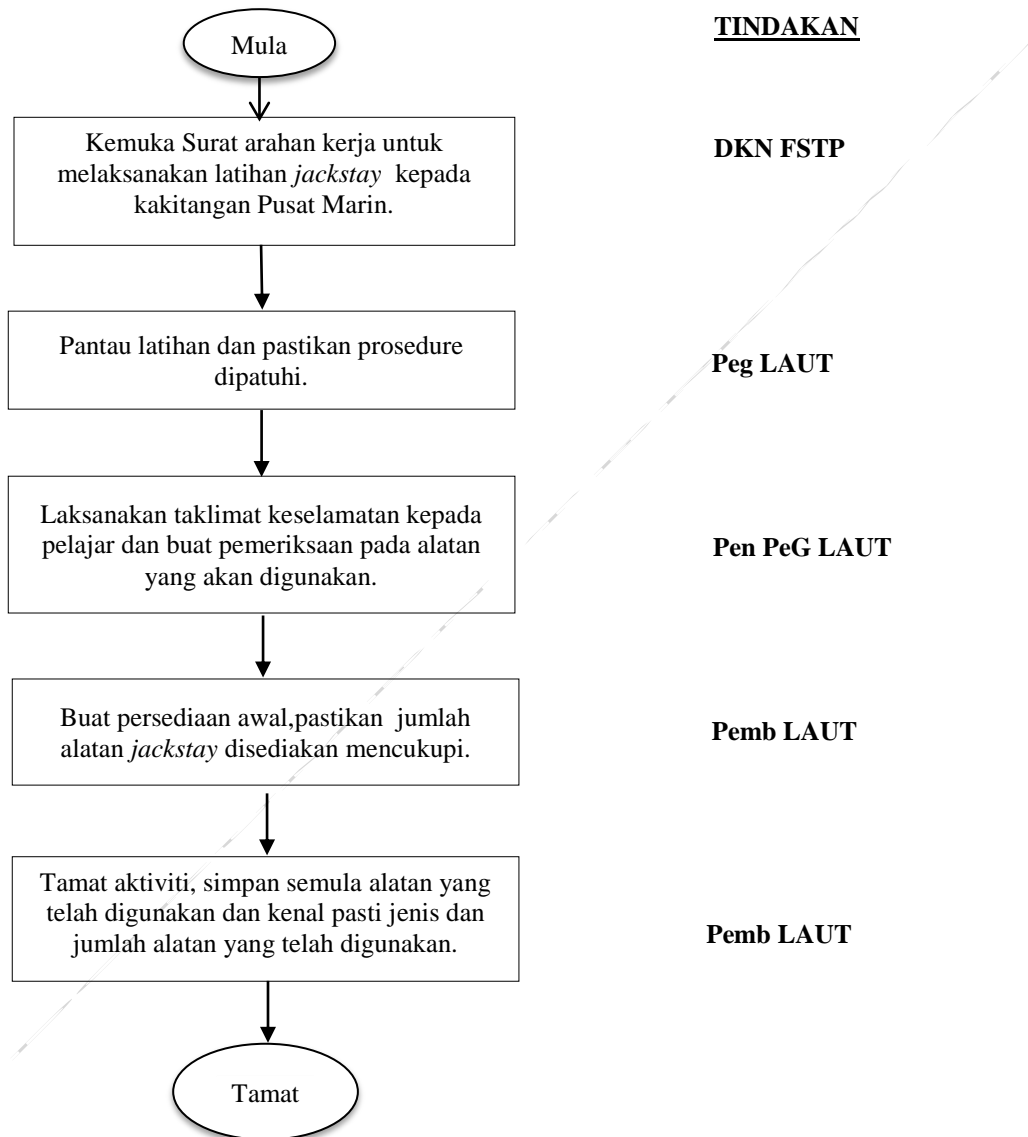 TINDAKAN
Mula
Kemuka Surat arahan kerja untuk
melaksanakan latihan jackstay kepada
kakitangan Pusat Marin.
DKN FSTP
Pantau latihan dan pastikan prosedure
dipatuhi.
Peg LAUT
Laksanakan taklimat keselamatan kepada
pelajar dan buat pemeriksaan pada alatan
yang akan digunakan.
Pen PeG LAUT
Buat persediaan awal,pastikan jumlah
alatan jackstay disediakan mencukupi.
Pemb LAUT
Tamat aktiviti, simpan semula alatan yang
telah digunakan dan kenal pasti jenis dan
jumlah alatan yang telah digunakan.
Pemb LAUT
Tamat